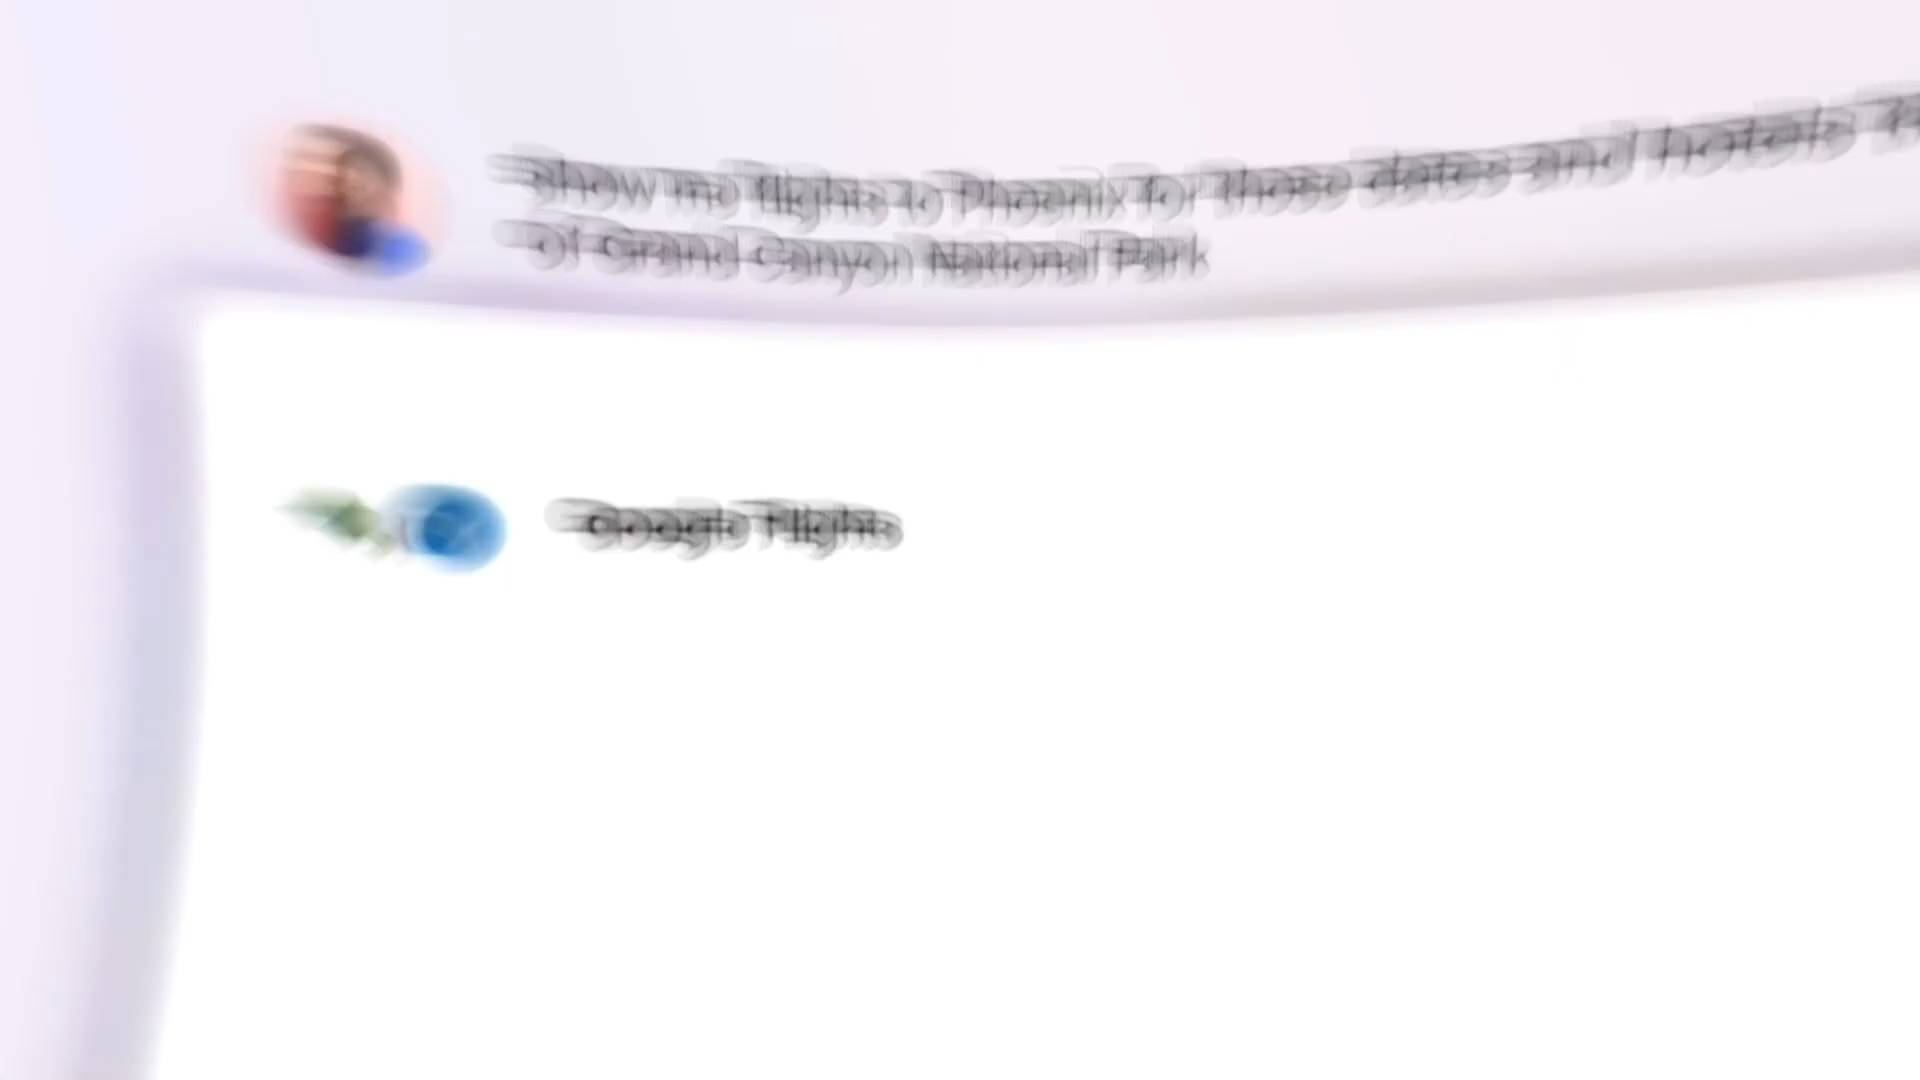 Show me flights to Phoenix for those dates and hotels
of Grand Canyon National Park
Google Flights